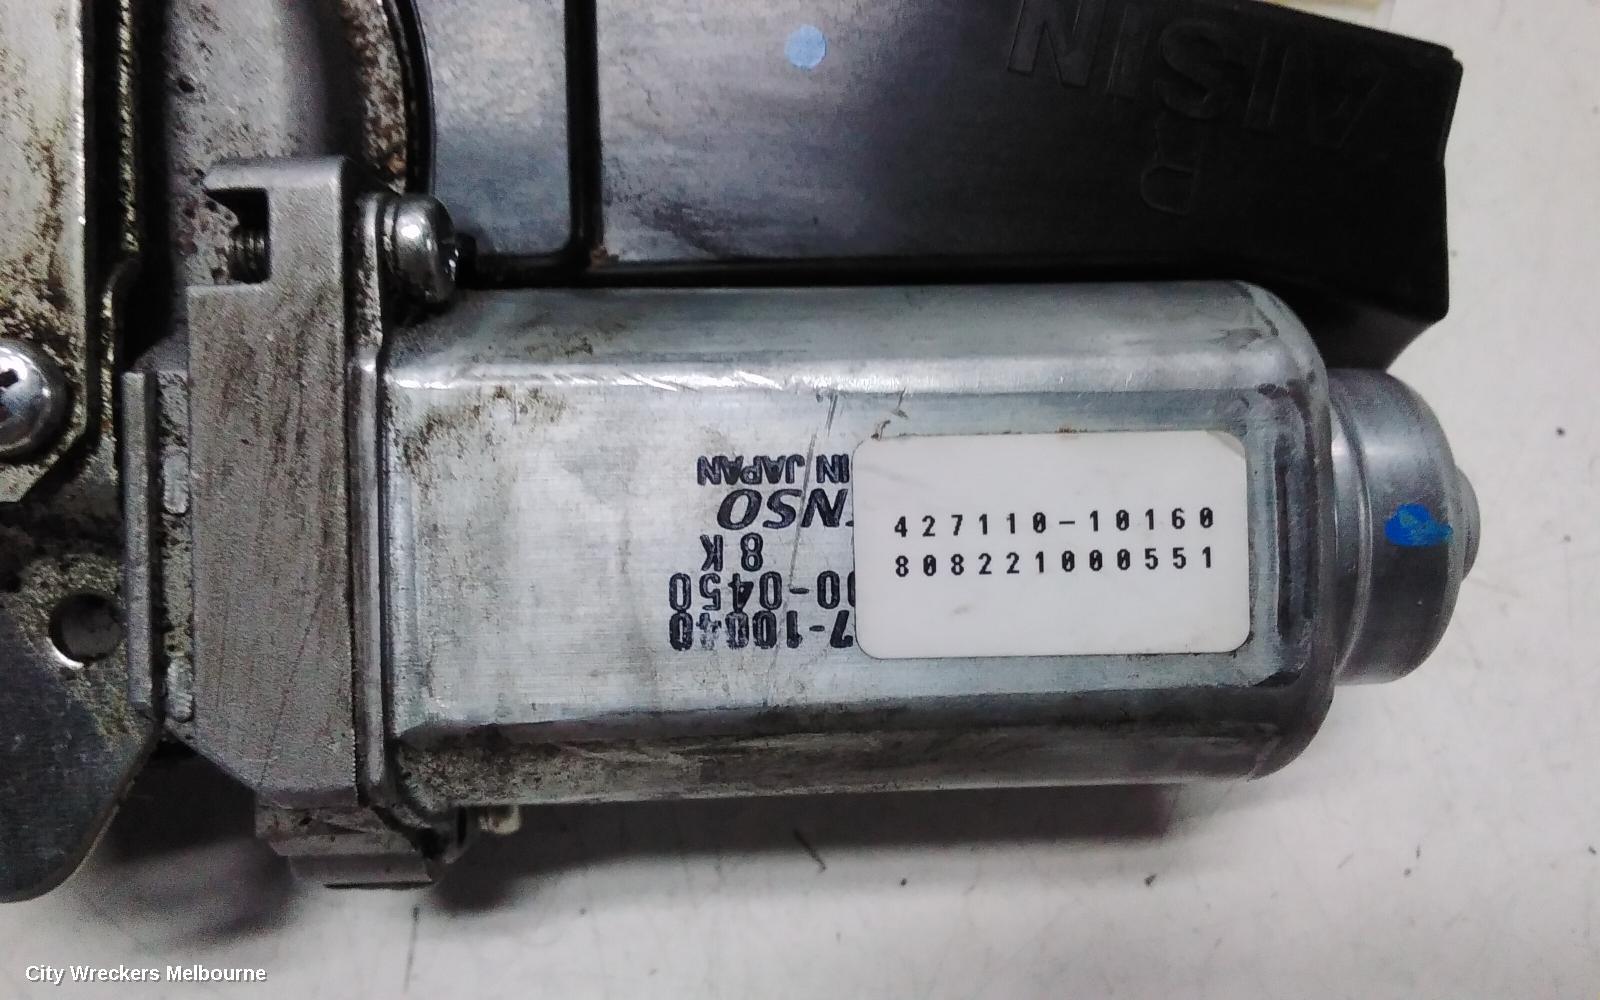 AISIN
R
IN JAPAN
NSO
8 K
00-0450
7-10040
427110-10160
808221000551
City Wreckers Melbourne